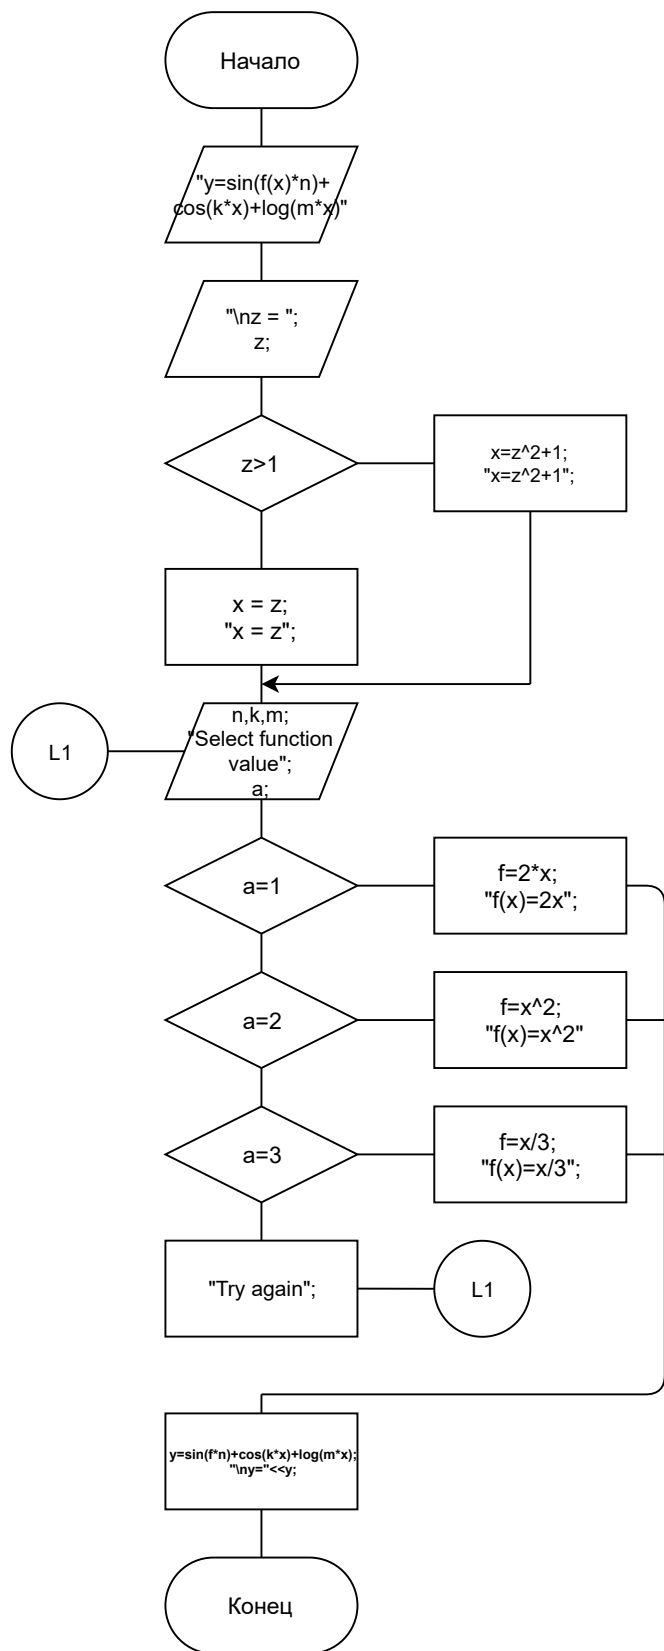 Начало
"y=sin(f(x)*n)+
cos(k*x)+log(m*x)"
"\nz = ";
z;
z>1
x=z^2+1;
"x=z^2+1";
x = z;
"x = z";
L1
n,k,m;
"Select function
value";
a;
a=1
f=2*x;
"f(x)=2x";
a=2
f=x^2;
"f(x)=x^2"
a=3
f=x/3;
"f(x)=x/3";
"Try again";
L1
y=sin(f*n)+cos(k*x)+log(m*x);
"\ny="<<y;
Конец